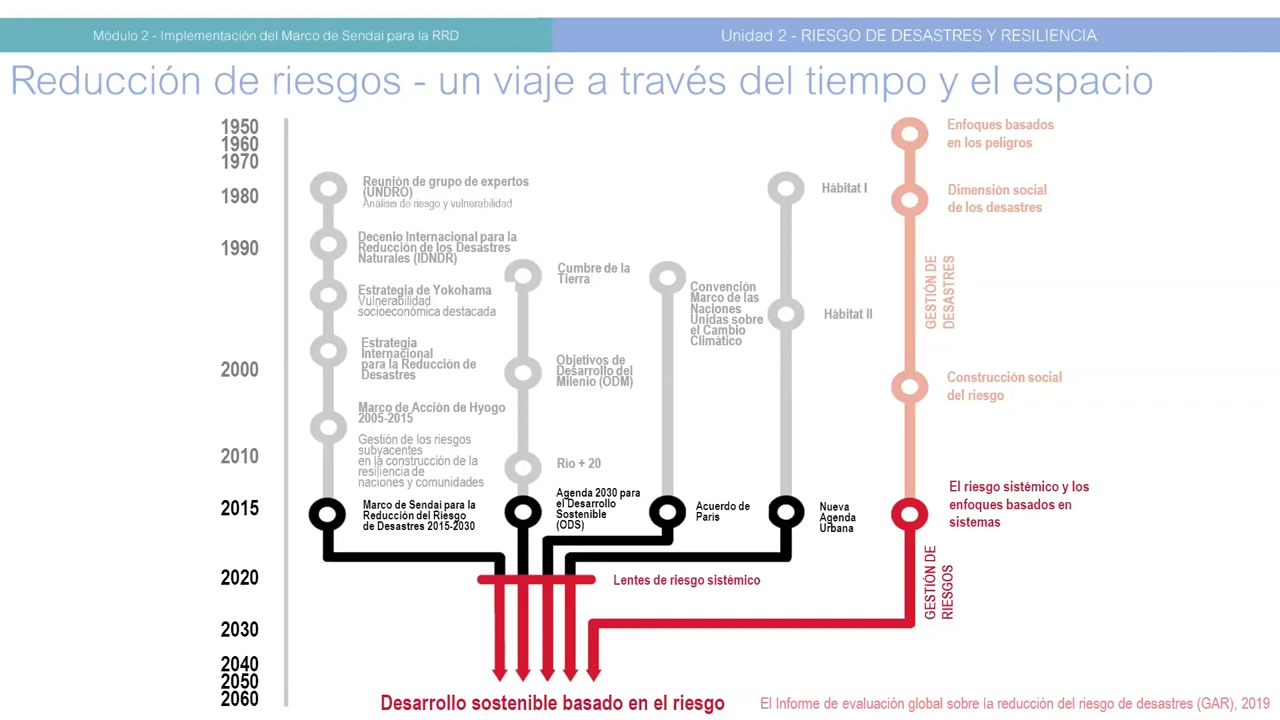 Módulo 2 - Implementación del Marco de Sendai para la RRD
Unidad 2 - RIESGO DE DESASTRES Y RESILIENCIA
Reducción de riesgos - un viaje a través del tiempo y el espacio
1950
1960
1970
1980
1990
2000
2010
2015
2020
2030
2040
2050
2060
Reunión de grupo de expertos
(UNDRO)
Análisis de riesgo y vulnerabilidad
Decenio Internacional para la
Reducción de los Desastres
Naturales (IDNDR)
Estrategia de Yokohama
Vulnerabilidad
socioeconómica destacada
Estrategia
Internacional
para la Reducción de
Desastres
Marco de Acción de Hyogo
2005-2015
Gestión de los riesgos
subyacentes
en la construcción de la
resiliencia de
naciones y comunidades
Marco de Sendai para la
Reducción del Riesgo
de Desastres 2015-2030
Cumbre de la
Tierra
Objetivos de
Desarrollo del
Milenio (ODM)
Río + 20
Agenda 2030 para
el Desarrollo
Sostenible
(ODS)
Convención
Marco de las
Naciones
Unidas sobre
el Cambio
Climático
Acuerdo de
París
Hábitat I
Hábitat II
Nueva
Agenda
Urbana
Enfoques basados
en los peligros
Dimensión social
de los desastres
GESTIÓN DE
DESASTRES
Construcción social
del riesgo
El riesgo sistémico y los
enfoques basados en
sistemas
GESTIÓN DE
RIESGOS
Lentes de riesgo sistémico
Desarrollo sostenible basado en el riesgo
El Informe de evaluación global sobre la reducción del riesgo de desastres (GAR), 2019